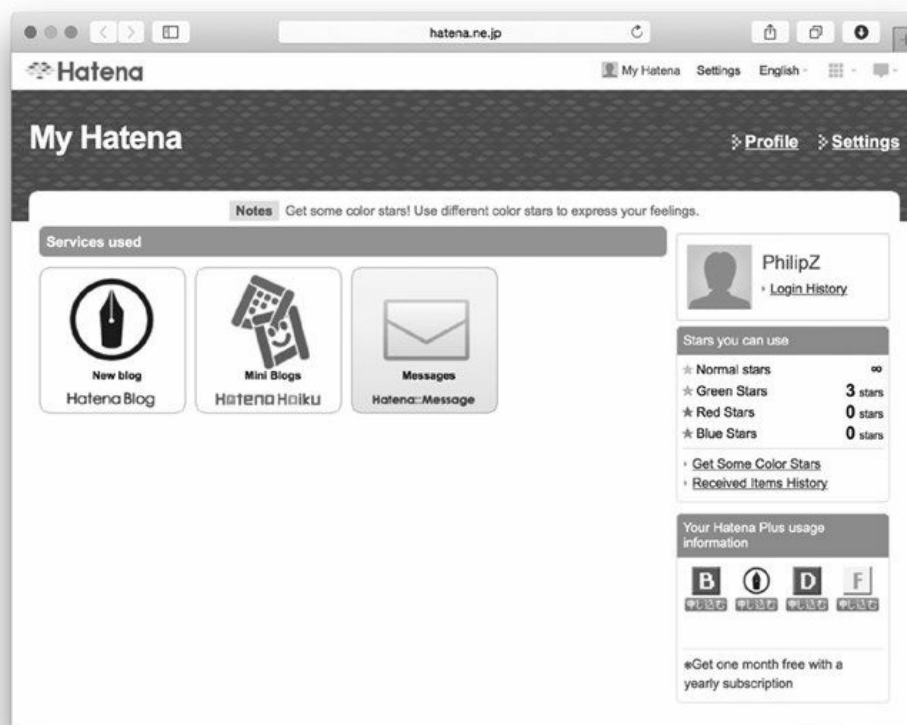 hatena.ne.jp
Hatena
My Hatena Settings English
My Hatena
Profile Settings
Notes Get some color stars! Use different color stars to express your feelings.
Services used
New blog
Hatena Blog
Mini Blogs
Hatena Haiku
Messages
Hatena::Message
PhilipZ
Login History
Stars you can use
Normal stars ∞
Green Stars 3 stars
Red Stars 0 stars
Blue Stars 0 stars
Get Some Color Stars
Received Items History
Your Hatena Plus usage
information
B D F
※Get one month free with a
yearly subscription